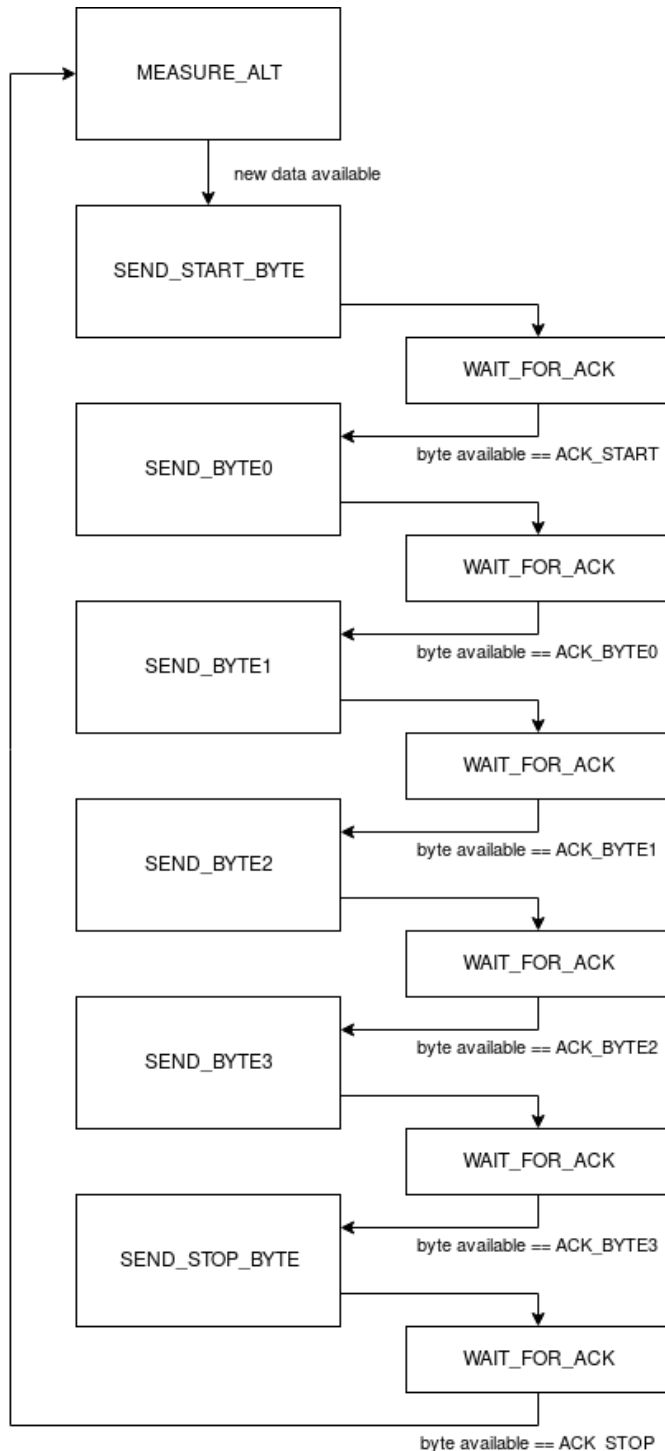 MEASURE_ALT
new data available
SEND_START_BYTE
WAIT_FOR_ACK
byte available == ACK_START
SEND_BYTE0
WAIT_FOR_ACK
byte available == ACK_BYTE0
SEND_BYTE1
WAIT_FOR_ACK
byte available == ACK_BYTE1
SEND_BYTE2
WAIT_FOR_ACK
byte available == ACK_BYTE2
SEND_BYTE3
WAIT_FOR_ACK
byte available == ACK_BYTE3
SEND_STOP_BYTE
WAIT_FOR_ACK
byte available == ACK_STOP